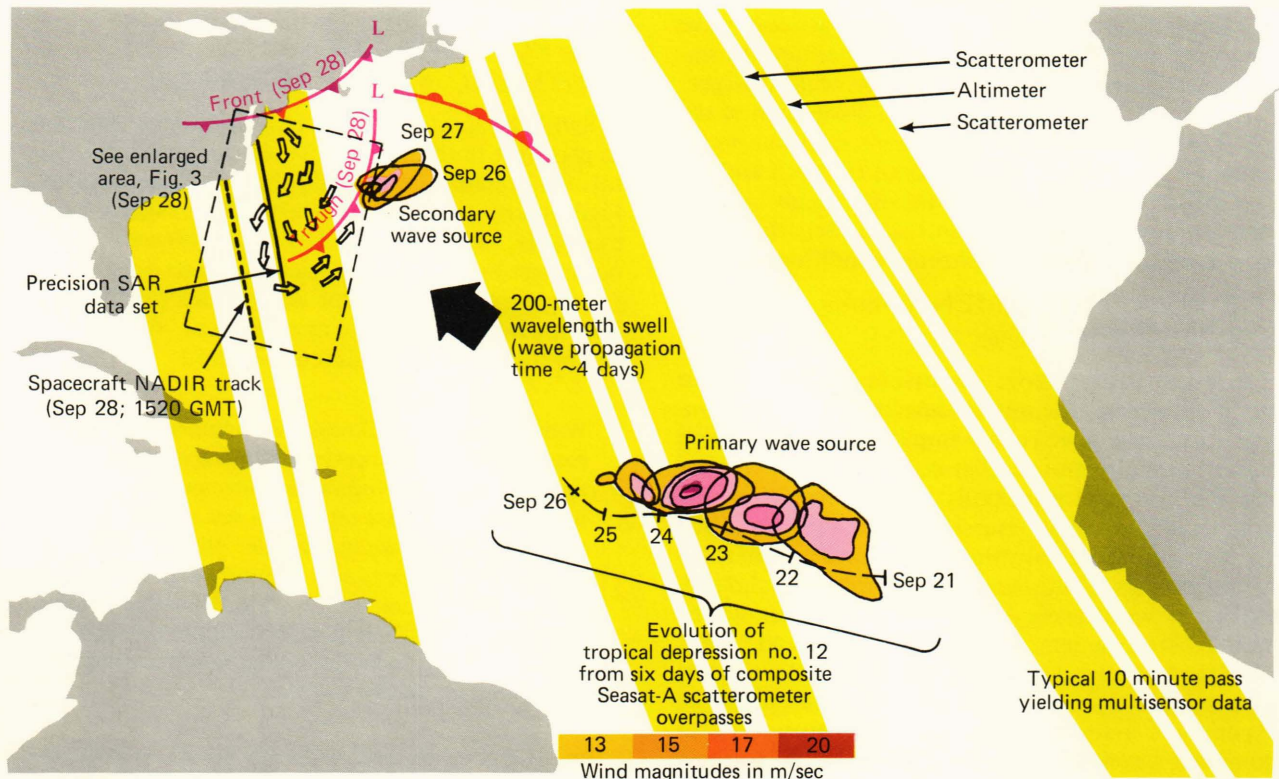 L
Front (Sep 28)
L
Trough (Sep 28)
Sep 27
Sep 26
Secondary
wave source
See enlarged
area, Fig. 3
(Sep 28)
Precision SAR
data set
Spacecraft NADIR track
(Sep 28; 1520 GMT)
200-meter
wavelength swell
(wave propagation
time ~4 days)
Scatterometer
Altimeter
Scatterometer
Primary wave source
Sep 26
25
24
23
22
Sep 21
Evolution of
tropical depression no. 12
from six days of composite
Seasat-A scatterometer
overpasses
Typical 10 minute pass
yielding multisensor data
13 15 17 20
Wind magnitudes in m/sec